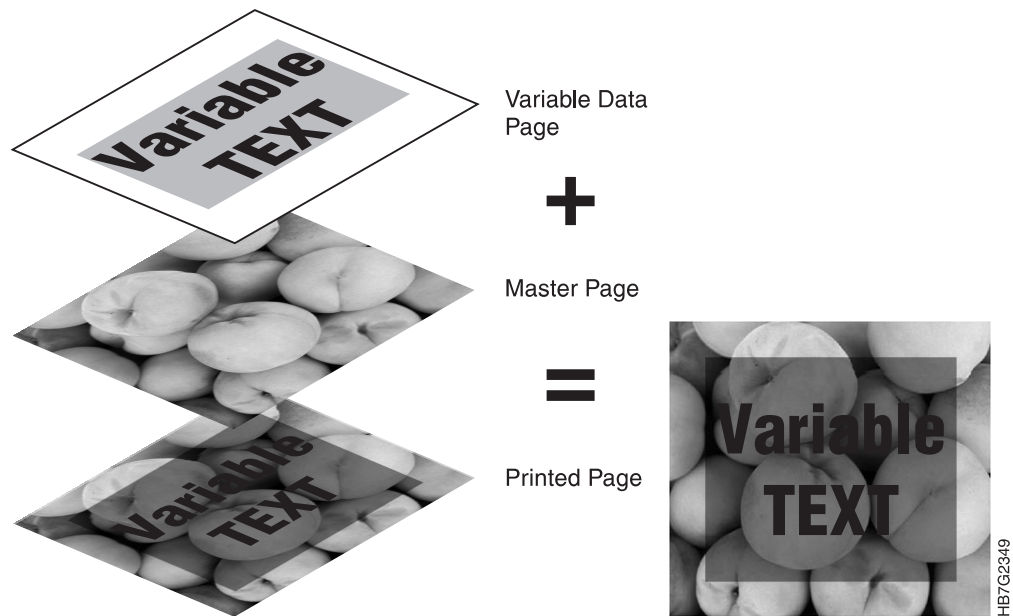 Variable
TEXT
Variable Data
Page
+
Master Page
=
Variable
TEXT
Printed Page
Variable
TEXT
HB7G2349